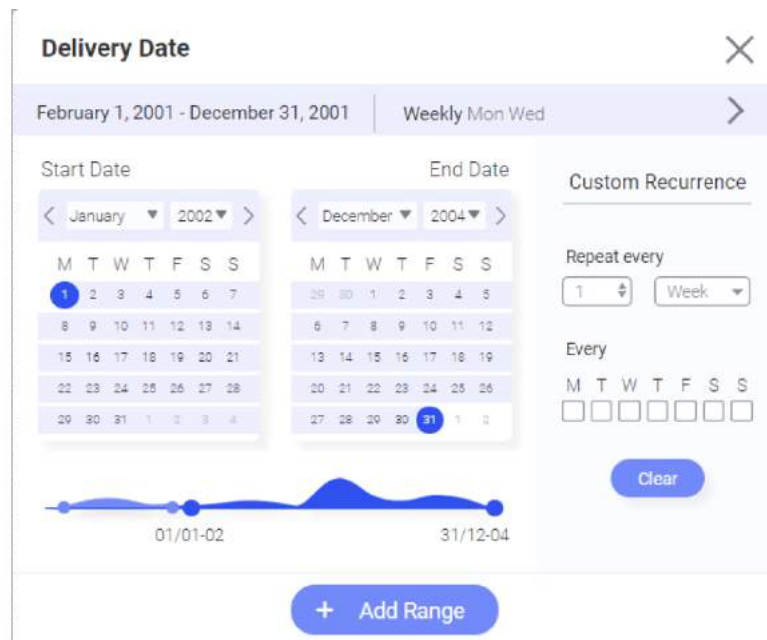 Delivery Date
February 1, 2001 - December 31, 2001 Weekly Mon Wed
Start Date
January 2002
M T W T F S S
1 2 3 4 5 6 7
8 9 10 11 12 13 14
15 16 17 18 19 20 21
22 23 24 25 26 27 28
29 30 31 1 2 3 4
End Date
December 2004
M T W T F S S
29 30 1 2 3 4 5
6 7 8 9 10 11 12
13 14 15 16 17 18 19
20 21 22 23 24 25 26
27 28 29 30 31 1 2
01/01-02 31/12-04
Custom Recurrence
Repeat every
1 Week
Every
M T W T F S S
Clear
+ Add Range